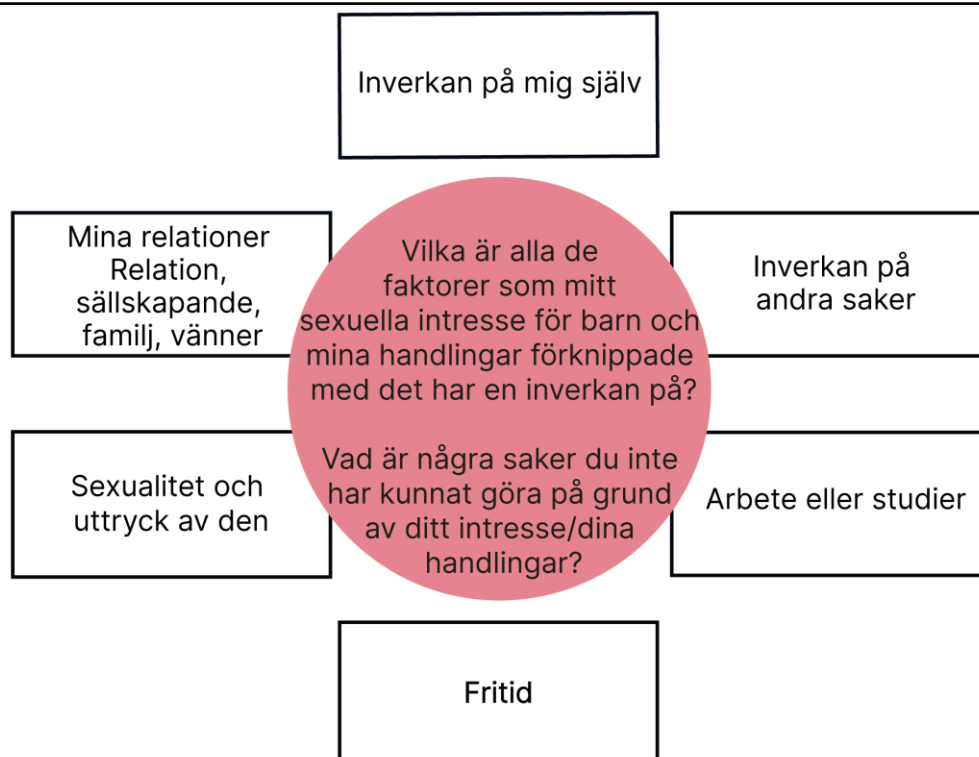 Inverkan på mig själv
Mina relationer
Relation,
sällskapande,
familj, vänner
Vilka är alla de
faktorer som mitt
sexuella intresse för barn och
mina handlingar förknippade
med det har en inverkan på?
Vad är några saker du inte
har kunnat göra på grund
av ditt intresse/dina
handlingar?
Inverkan på
andra saker
Sexualitet och
uttryck av den
Arbete eller studier
Fritid